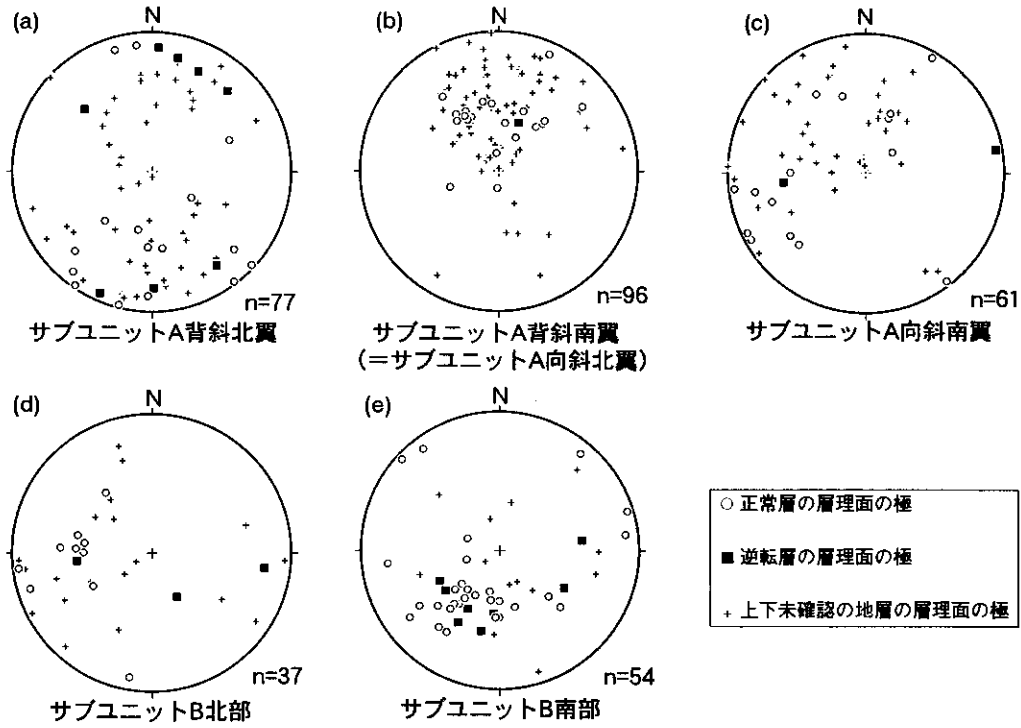 (a)
N
n=77
サブユニットA背斜北翼
(b)
N
n=96
サブユニットA背斜南翼
(=サブユニットA向斜北翼)
(c)
N
n=61
サブユニットA向斜南翼
(d)
N
n=37
サブユニットB北部
(e)
N
n=54
サブユニットB南部
○ 正常層の層理面の極
■ 逆転層の層理面の極
+ 上下未確認の地層の層理面の極